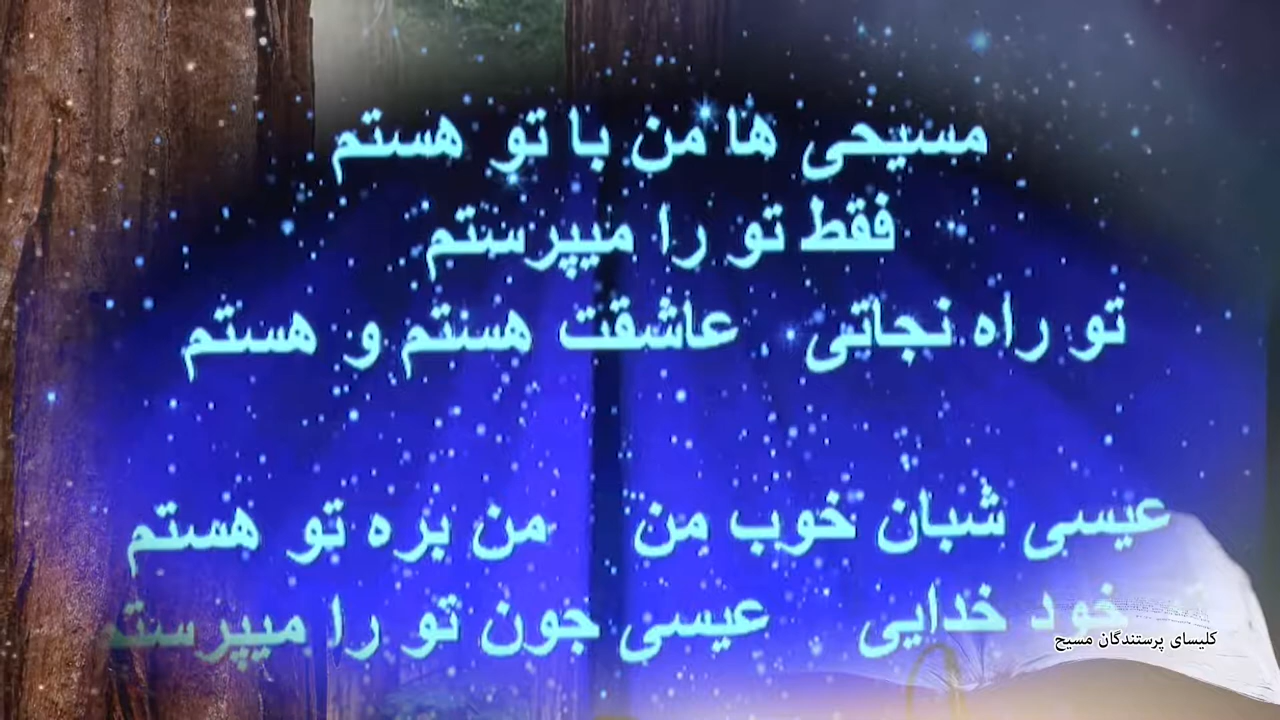 مسیحی ها من با تو هستم
فقط تو را میپرستم
تو راه نجاتی عاشقت هستم و هستم
عیسی شبان خوب من من بره تو هستم
خود خدایی عیسی جون تو را میپرستم
کلیسای پرستندگان مسیح